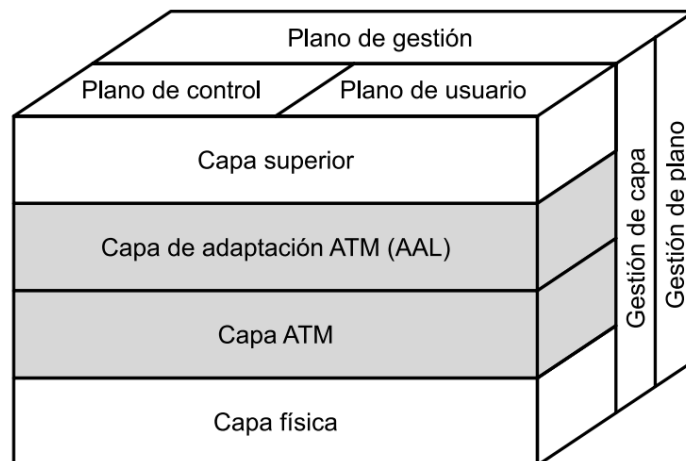 Plano de gestión
Plano de control
Plano de usuario
Capa superior
Capa de adaptación ATM (AAL)
Capa ATM
Capa física
Gestión de capa
Gestión de plano